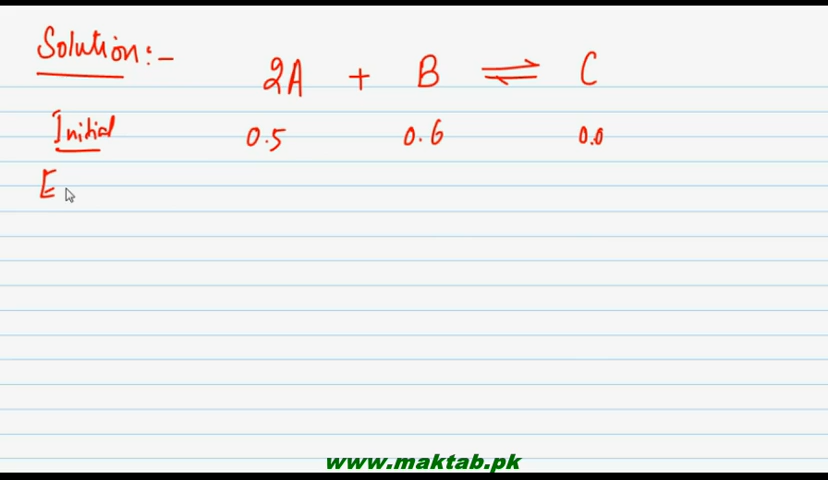 Solution:-
2A + B ⇌ C
Initial 0.5 0.6 0.0
E
www.maktab.pk